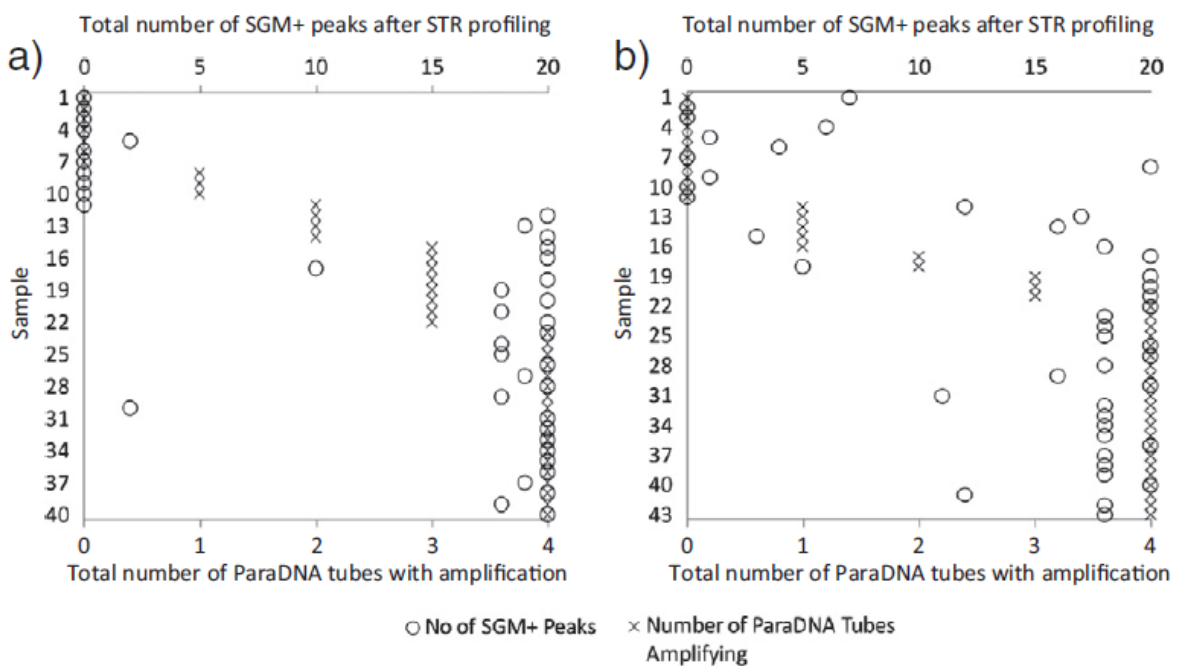 Total number of SGM+ peaks after STR profiling
a)
0 5 10 15 20
1
4
7
10
13
16
19
22
25
28
31
34
37
40
Sample
0 1 2 3 4
Total number of ParaDNA tubes with amplification
Total number of SGM+ peaks after STR profiling
b)
0 5 10 15 20
1
4
7
10
13
16
19
22
25
28
31
34
37
40
43
Sample
0 1 2 3 4
Total number of ParaDNA tubes with amplification
No of SGM+ Peaks
Number of ParaDNA Tubes
Amplifying